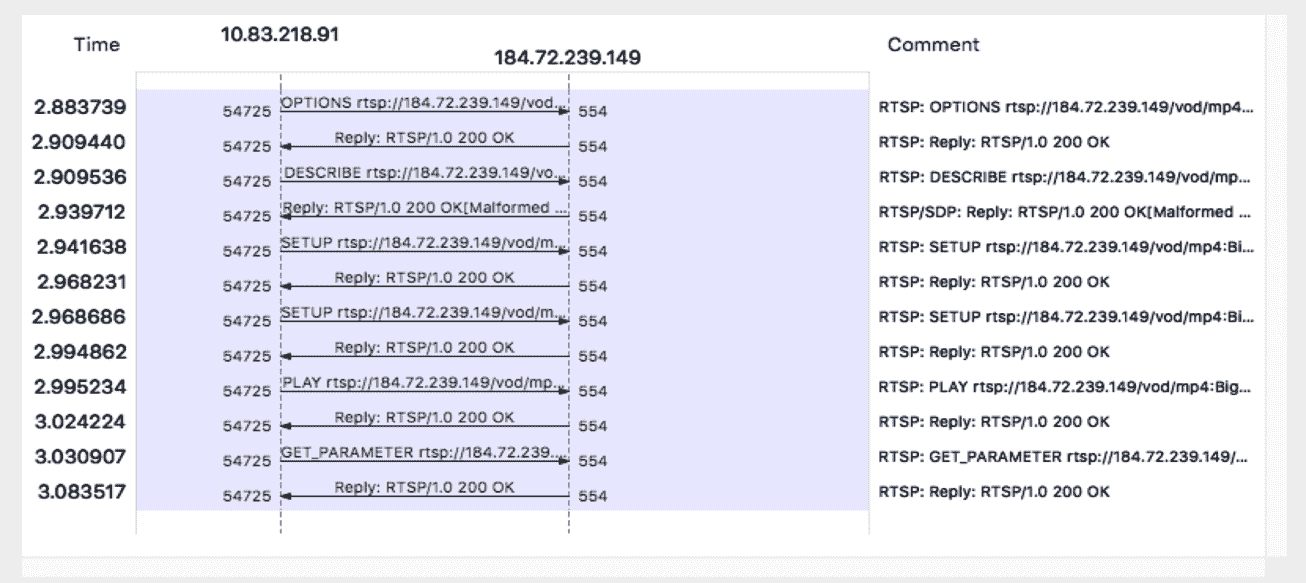 Time 10.83.218.91 184.72.239.149 Comment
2.883739 54725 OPTIONS rtsp://184.72.239.149/vod... 554 RTSP: OPTIONS rtsp://184.72.239.149/vod/mp4...
2.909440 54725 Reply: RTSP/1.0 200 OK 554 RTSP: Reply: RTSP/1.0 200 OK
2.909536 54725 DESCRIBE rtsp://184.72.239.149/vo... 554 RTSP: DESCRIBE rtsp://184.72.239.149/vod/mp...
2.939712 54725 Reply: RTSP/1.0 200 OK[Malformed ... 554 RTSP/SDP: Reply: RTSP/1.0 200 OK[Malformed ...
2.941638 54725 SETUP rtsp://184.72.239.149/vod/m... 554 RTSP: SETUP rtsp://184.72.239.149/vod/mp4:Bi...
2.968231 54725 Reply: RTSP/1.0 200 OK 554 RTSP: Reply: RTSP/1.0 200 OK
2.968686 54725 SETUP rtsp://184.72.239.149/vod/m... 554 RTSP: SETUP rtsp://184.72.239.149/vod/mp4:Bi...
2.994862 54725 Reply: RTSP/1.0 200 OK 554 RTSP: Reply: RTSP/1.0 200 OK
2.995234 54725 PLAY rtsp://184.72.239.149/vod/mp... 554 RTSP: PLAY rtsp://184.72.239.149/vod/mp4:Big...
3.024224 54725 Reply: RTSP/1.0 200 OK 554 RTSP: Reply: RTSP/1.0 200 OK
3.030907 54725 GET_PARAMETER rtsp://184.72.239.... 554 RTSP: GET_PARAMETER rtsp://184.72.239.149/...
3.083517 54725 Reply: RTSP/1.0 200 OK 554 RTSP: Reply: RTSP/1.0 200 OK